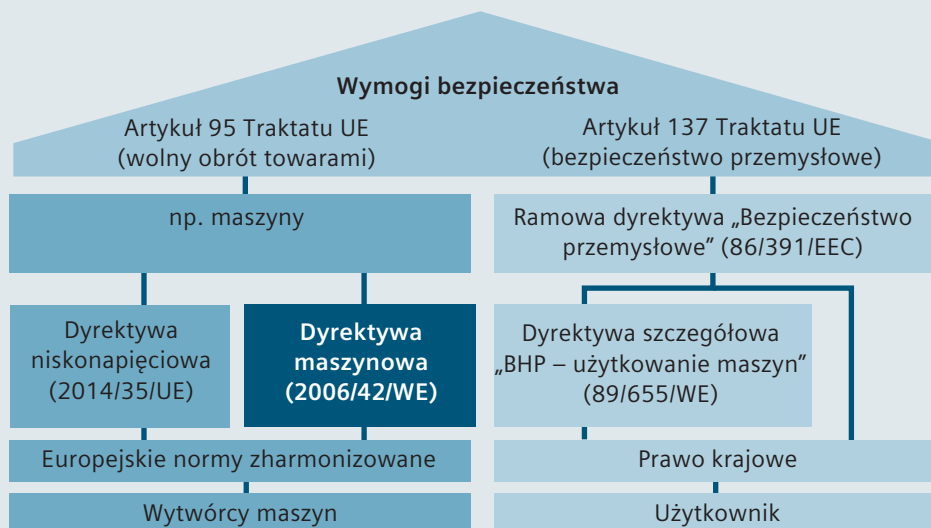 Wymogi bezpieczeństwa
Artykuł 95 Traktatu UE
(wolny obrót towarami)
Artykuł 137 Traktatu UE
(bezpieczeństwo przemysłowe)
np. maszyny
Ramowa dyrektywa „Bezpieczeństwo
przemysłowe” (86/391/EEC)
Dyrektywa
niskonapięciowa
(2014/35/UE)
Dyrektywa
maszynowa
(2006/42/WE)
Dyrektywa szczegółowa
„BHP – użytkowanie maszyn”
(89/655/WE)
Europejskie normy zharmonizowane
Prawo krajowe
Wytwórcy maszyn
Użytkownik